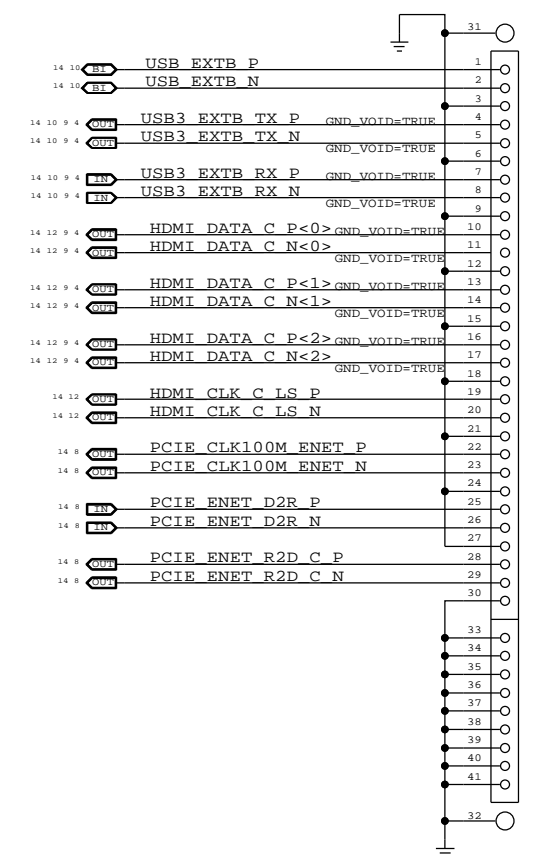 31
14 10 BI USB_EXTB_P 1
14 10 BI USB_EXTB_N 2
3
14 10 9 4 OUT USB3_EXTB_TX_P GND_VOID=TRUE 4
14 10 9 4 OUT USB3_EXTB_TX_N GND_VOID=TRUE 5
6
14 10 9 4 IN USB3_EXTB_RX_P GND_VOID=TRUE 7
14 10 9 4 IN USB3_EXTB_RX_N GND_VOID=TRUE 8
9
14 12 9 4 OUT HDMI_DATA_C_P<0> GND_VOID=TRUE 10
14 12 9 4 OUT HDMI_DATA_C_N<0> GND_VOID=TRUE 11
12
14 12 9 4 OUT HDMI_DATA_C_P<1> GND_VOID=TRUE 13
14 12 9 4 OUT HDMI_DATA_C_N<1> GND_VOID=TRUE 14
15
14 12 9 4 OUT HDMI_DATA_C_P<2> GND_VOID=TRUE 16
14 12 9 4 OUT HDMI_DATA_C_N<2> GND_VOID=TRUE 17
18
14 12 OUT HDMI_CLK_C_LS_P 19
14 12 OUT HDMI_CLK_C_LS_N 20
21
14 8 OUT PCIE_CLK100M_ENET_P 22
14 8 OUT PCIE_CLK100M_ENET_N 23
24
14 8 IN PCIE_ENET_D2R_P 25
14 8 IN PCIE_ENET_D2R_N 26
27
14 8 OUT PCIE_ENET_R2D_C_P 28
14 8 OUT PCIE_ENET_R2D_C_N 29
30
33
34
35
36
37
38
39
40
41
32